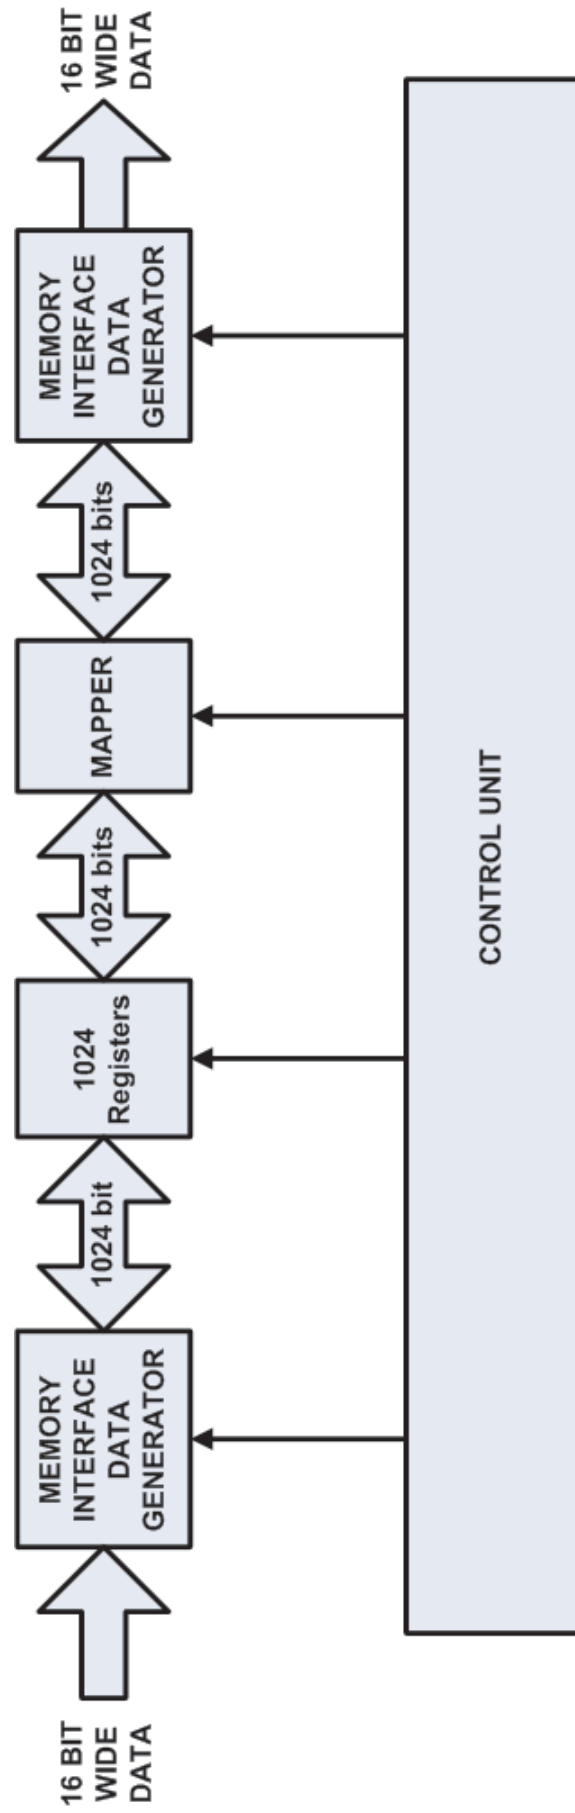 16 BIT
WIDE
DATA
MEMORY
INTERFACE
DATA
GENERATOR
1024 bit
1024
Registers
1024 bits
MAPPER
1024 bits
MEMORY
INTERFACE
DATA
GENERATOR
16 BIT
WIDE
DATA
CONTROL UNIT